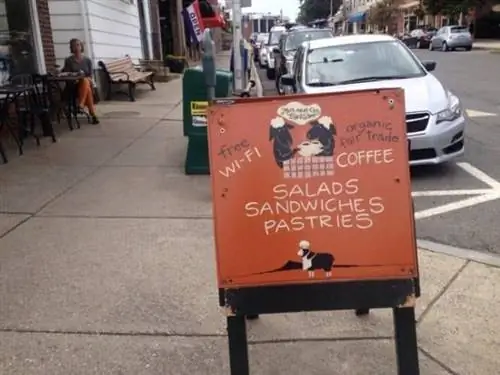 free
WI-FI
organic
fair trade
COFFEE
SALADS
SANDWICHES
PASTRIES